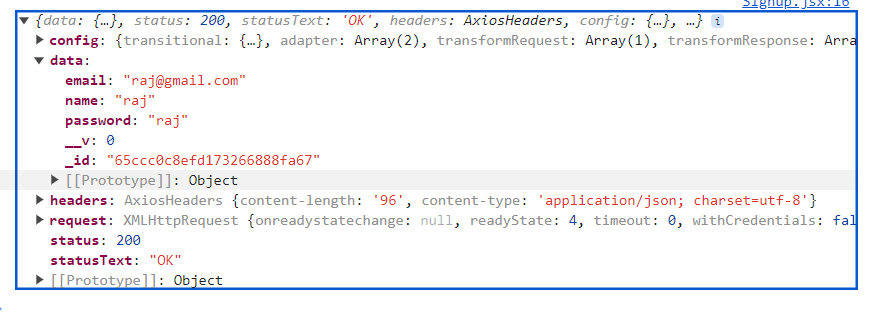 Signup.jsx:16
▼ {data: {…}, status: 200, statusText: 'OK', headers: AxiosHeaders, config: {…}, …} i
▶ config: {transitional: {…}, adapter: Array(2), transformRequest: Array(1), transformResponse: Arra
▼ data:
email: "raj@gmail.com"
name: "raj"
password: "raj"
__v: 0
_id: "65ccc0c8efd173266888fa67"
▶ [[Prototype]]: Object
▶ headers: AxiosHeaders {content-length: '96', content-type: 'application/json; charset=utf-8'}
▶ request: XMLHttpRequest {onreadystatechange: null, readyState: 4, timeout: 0, withCredentials: fal
status: 200
statusText: "OK"
▶ [[Prototype]]: Object